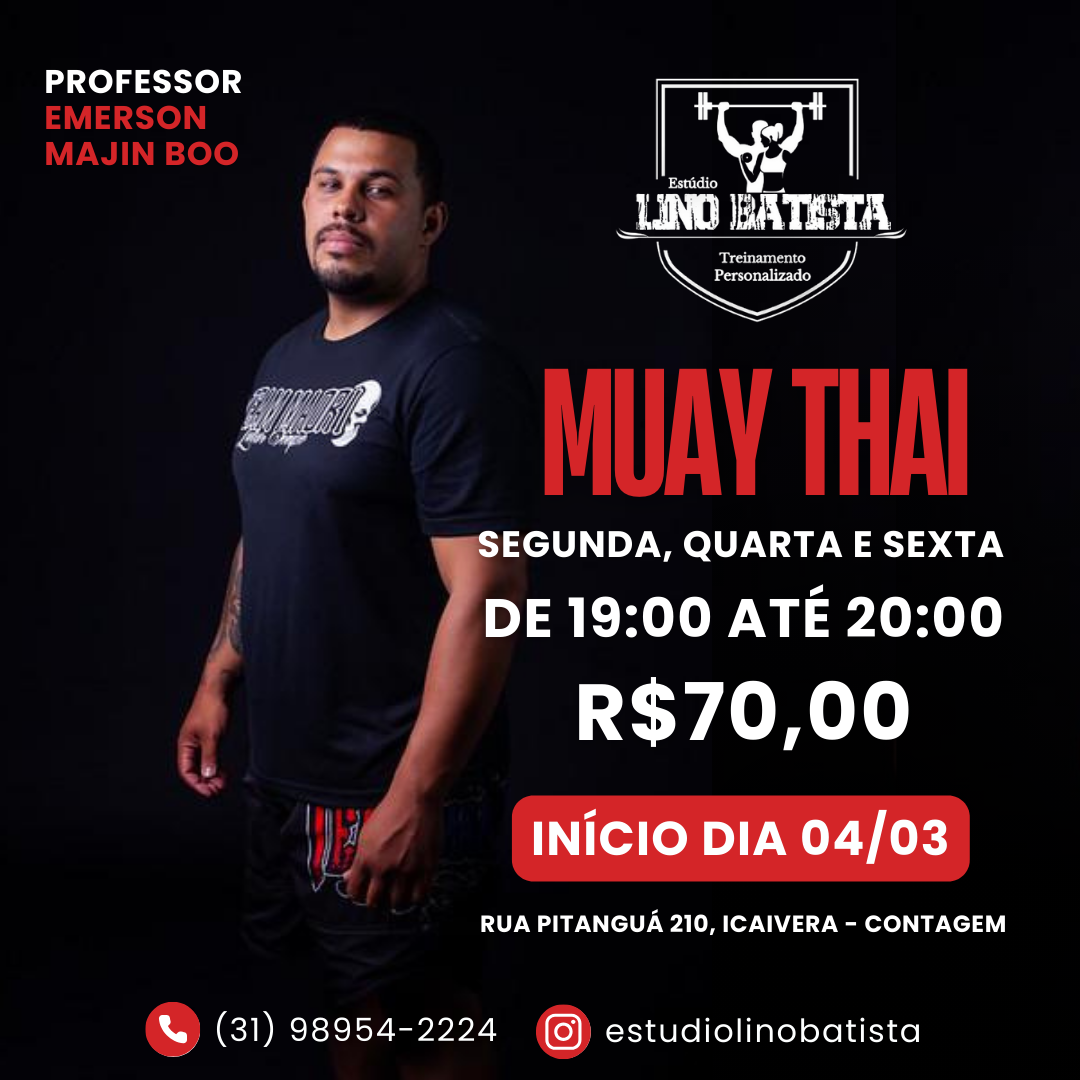 PROFESSOR
EMERSON
MAJIN BOO
Estúdio
LINO BATISTA
Treinamento
Personalizado
MUAY THAI
SEGUNDA, QUARTA E SEXTA
DE 19:00 ATÉ 20:00
R$70,00
INÍCIO DIA 04/03
RUA PITANGUÁ 210, ICAIVERA - CONTAGEM
(31) 98954-2224
estudiolinobatista